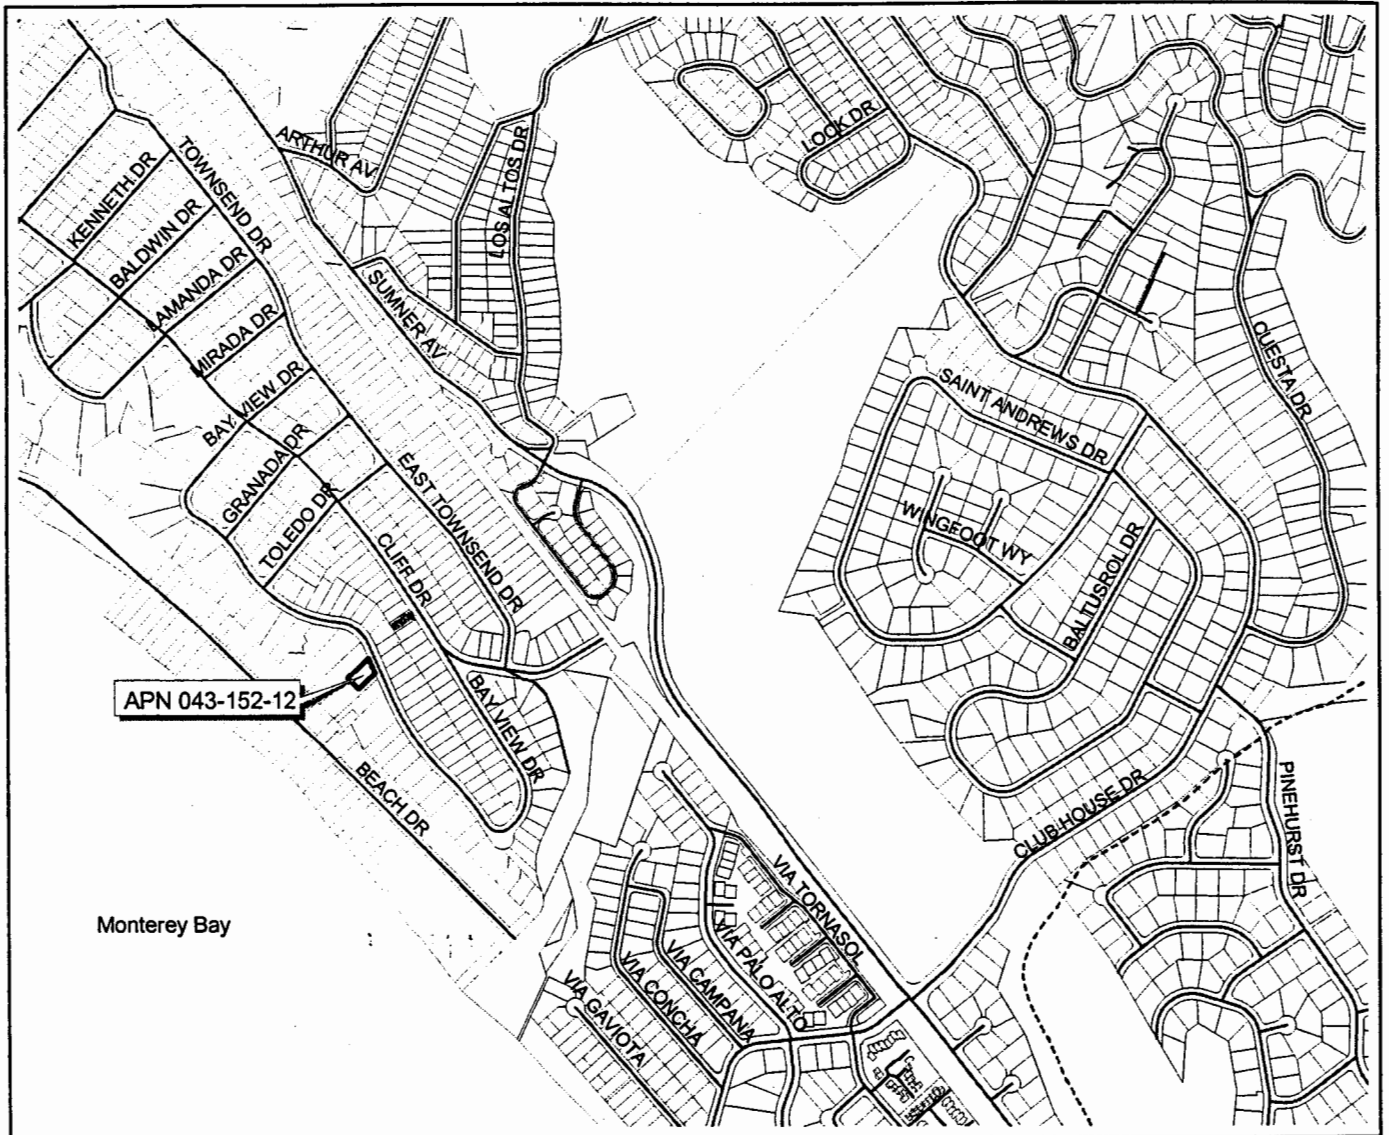 ARTHUR AV
LOCK DR
TOWNSEND DR
KENNETH DR
LOS ALTOS DR
BALDWIN DR
LAMANDA DR
SUMNER AV
MIRADA DR
CUESTA DR
BAY VIEW DR
SAINT ANDREWS DR
GRANADA DR
EAST TOWNSEND DR
TOLEDO DR
WINGFOOT WY
BALTUSROL DR
CLIFF DR
APN 043-152-12
BAY VIEW DR
BEACH DR
CLUB HOUSE DR
PINEHURST DR
VIA TORNASOL
Monterey Bay
VIA PALO ALTO
VIA CAMPANA
VIA CONCHA
VIA GAVIOTA